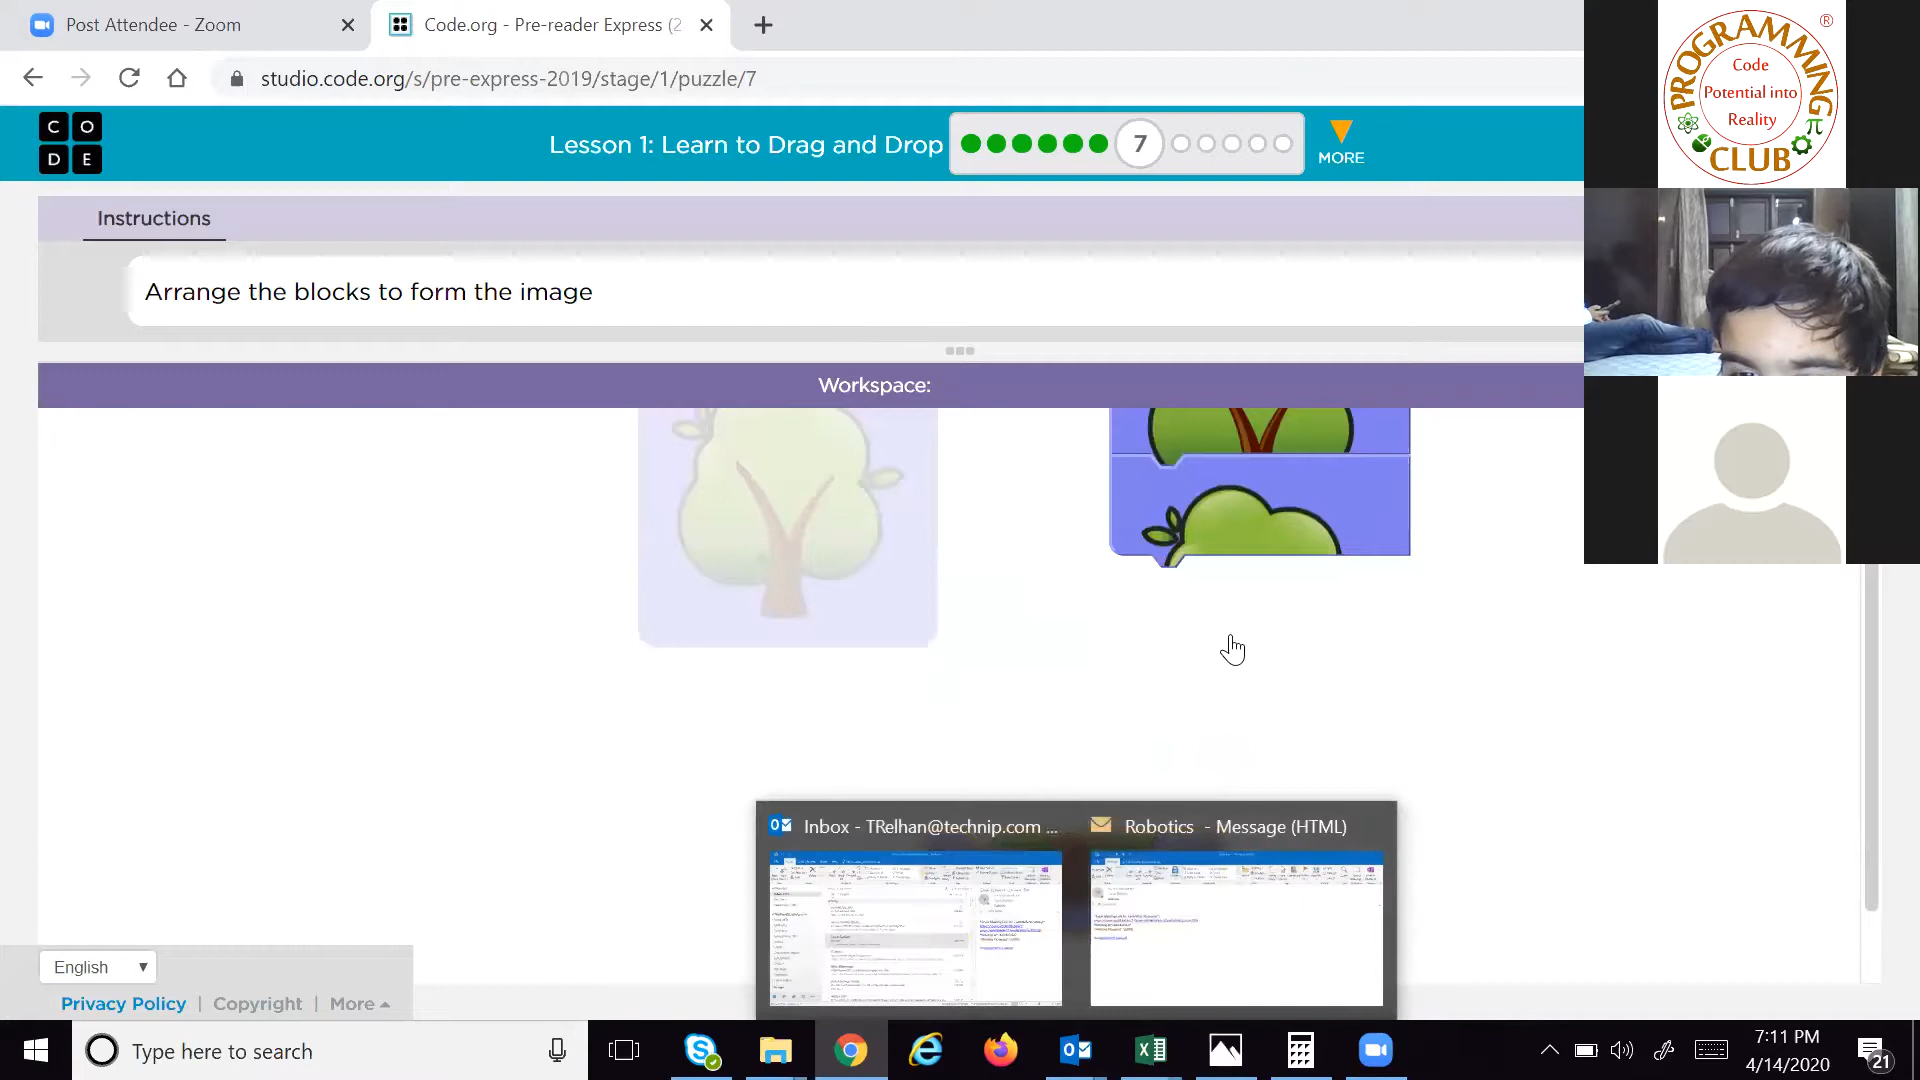 Post Attendee - Zoom
Code.org - Pre-reader Express (2
studio.code.org/s/pre-express-2019/stage/1/puzzle/7
C O
D E
Lesson 1: Learn to Drag and Drop
7
MORE
PROGRAMMING
®
Code
Potential into
Reality
CLUB
Instructions
Arrange the blocks to form the image
Workspace:
Inbox - TRelhan@technip.com ...
Robotics - Message (HTML)
English
Privacy Policy | Copyright | More
Type here to search
7:11 PM
4/14/2020
21